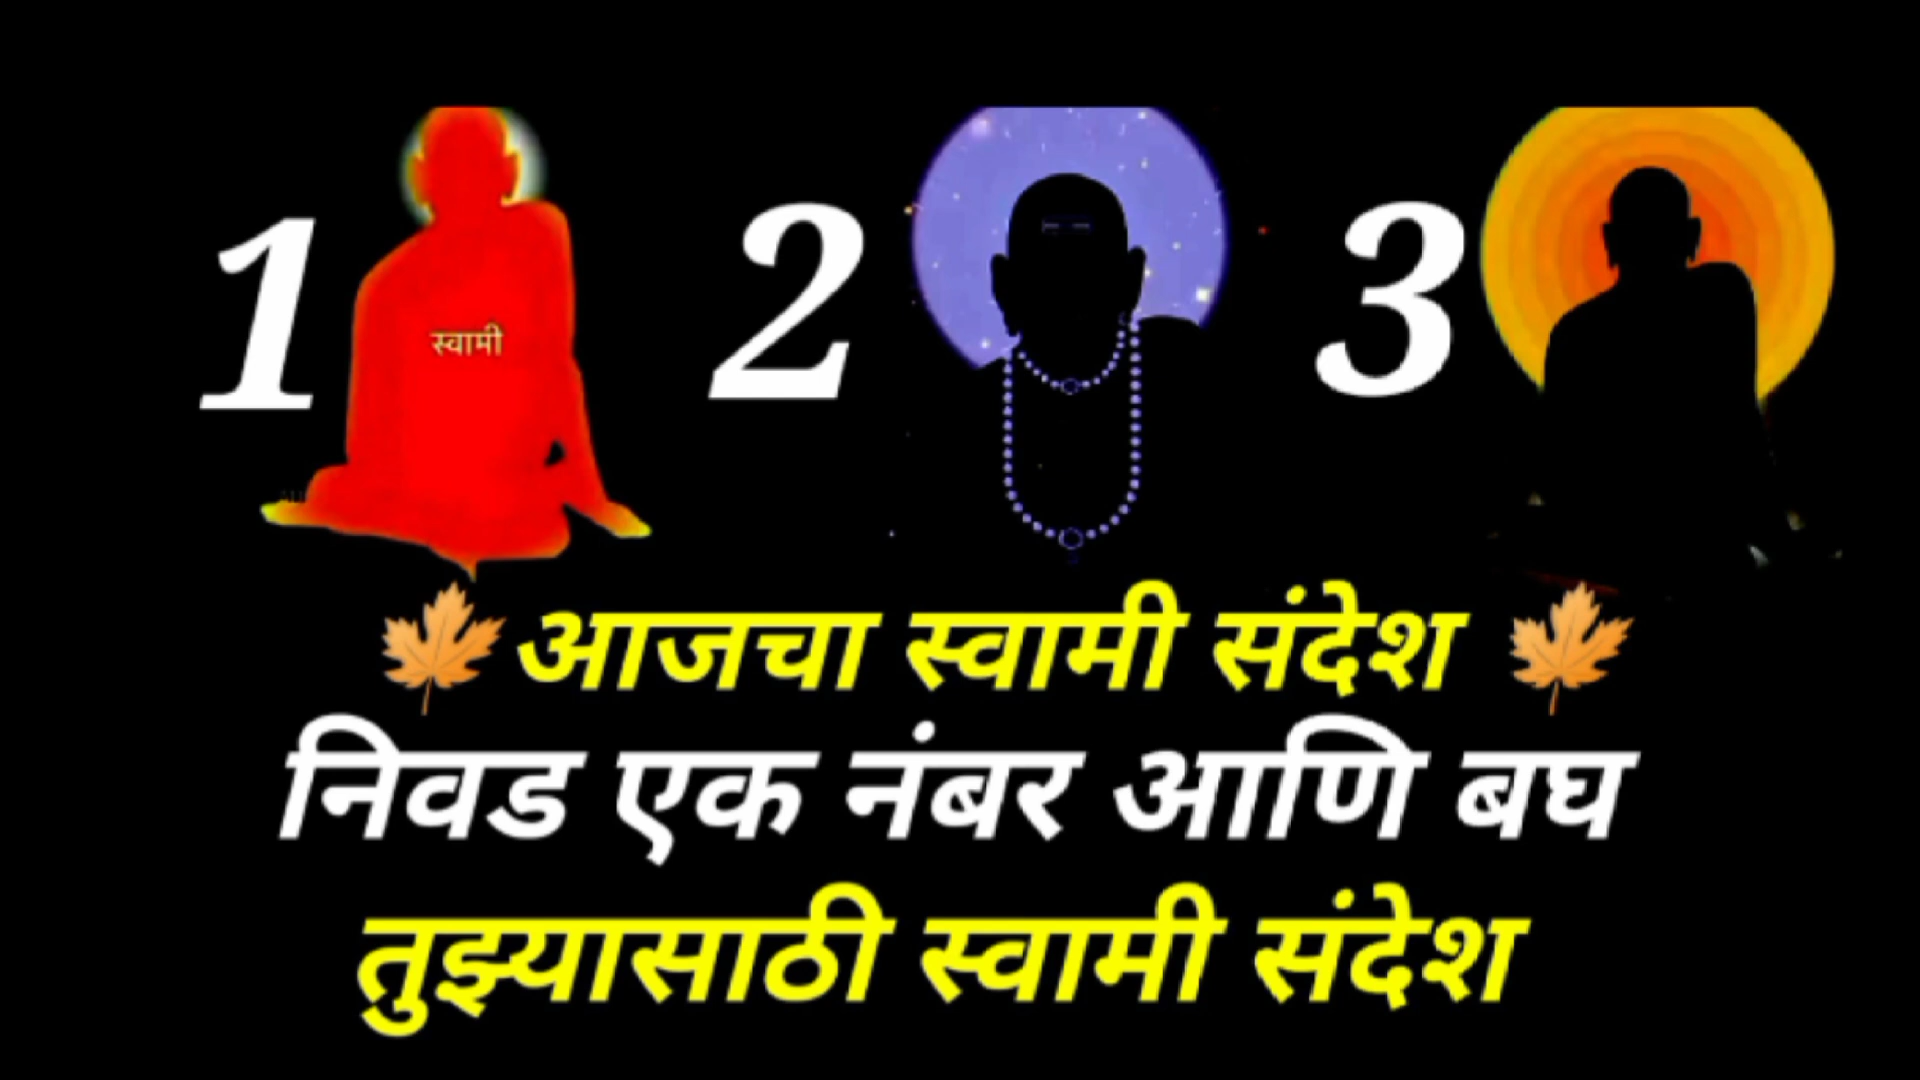 1 2 3
स्वामी
🍁आजचा स्वामी संदेश 🍁
निवड एक नंबर आणि बघ
तुझ्यासाठी स्वामी संदेश